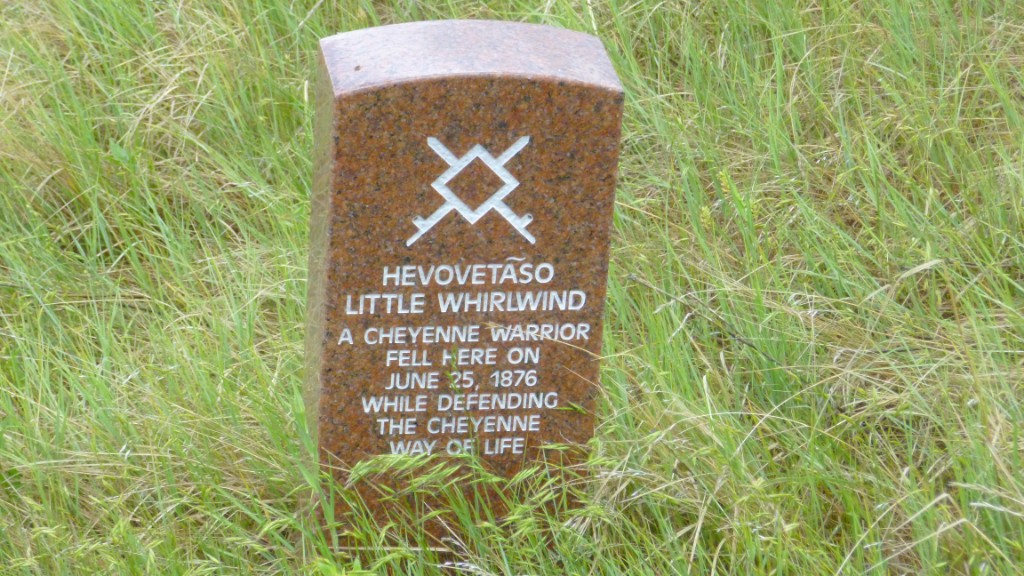 HEVOVETÃSO
LITTLE WHIRLWIND
A CHEYENNE WARRIOR
FELL HERE ON
JUNE 25, 1876
WHILE DEFENDING
THE CHEYENNE
WAY OF LIFE